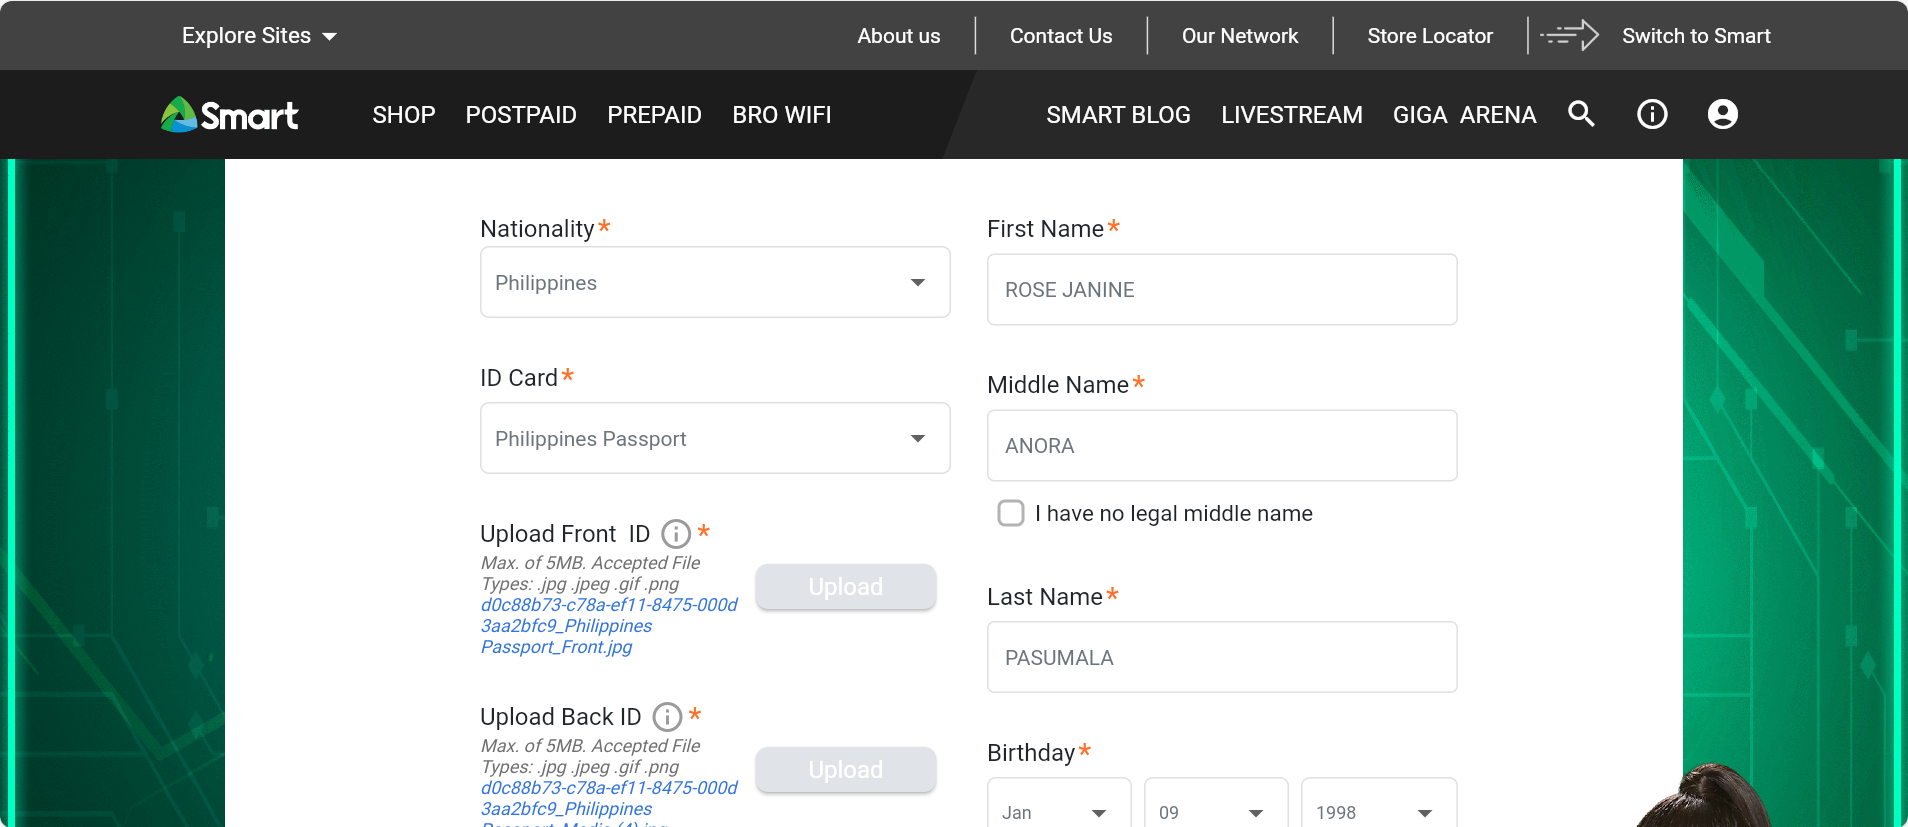 Explore Sites
About us
Contact Us
Our Network
Store Locator
Switch to Smart
Smart
SHOP
POSTPAID
PREPAID
BRO WIFI
SMART BLOG
LIVESTREAM
GIGA ARENA
Nationality*
Philippines
ID Card*
Philippines Passport
Upload Front ID *
Max. of 5MB. Accepted File
Types: .jpg .jpeg .gif .png
d0c88b73-c78a-ef11-8475-000d
3aa2bfc9_Philippines
Passport_Front.jpg
Upload
Upload Back ID *
Max. of 5MB. Accepted File
Types: .jpg .jpeg .gif .png
d0c88b73-c78a-ef11-8475-000d
3aa2bfc9_Philippines
Upload
First Name*
ROSE JANINE
Middle Name*
ANORA
I have no legal middle name
Last Name*
PASUMALA
Birthday*
Jan
09
1998